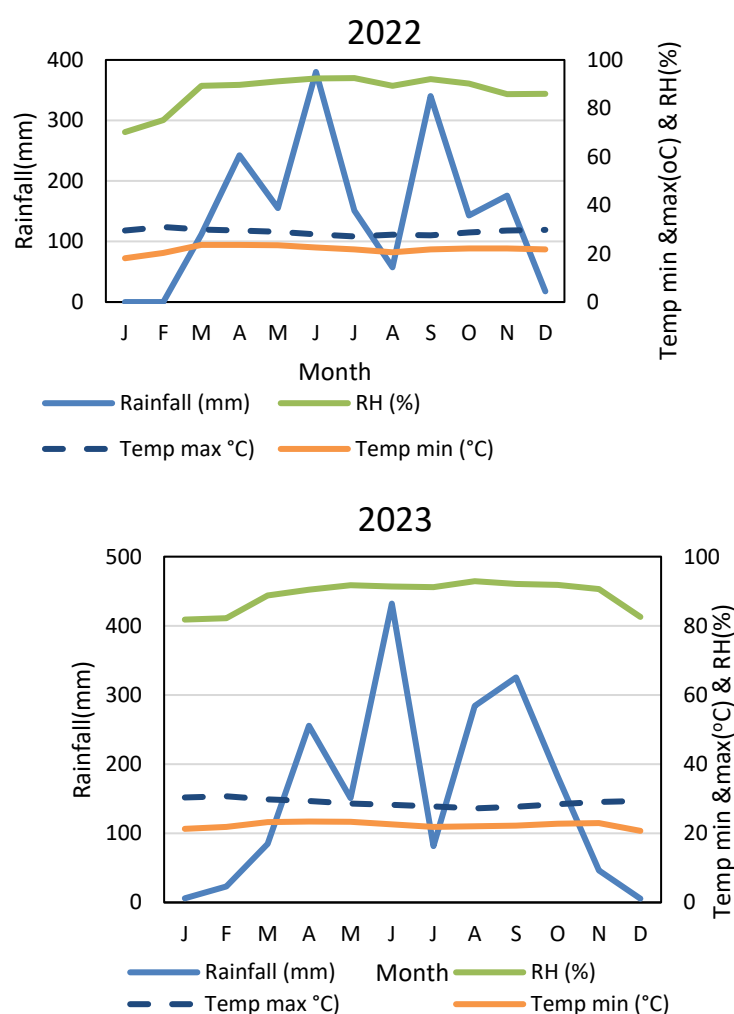 2022
400
300
200
100
0
Rainfall(mm)
100
80
60
40
20
0
Temp min &max(oC) & RH(%)
J F M A M J J A S O N D
Month
Rainfall (mm) RH (%)
Temp max °C) Temp min (°C)
2023
500
400
300
200
100
0
Rainfall(mm)
100
80
60
40
20
0
Temp min &max(°C) & RH(%)
J F M A M J J A S O N D
Month
Rainfall (mm) RH (%)
Temp max °C) Temp min (°C)